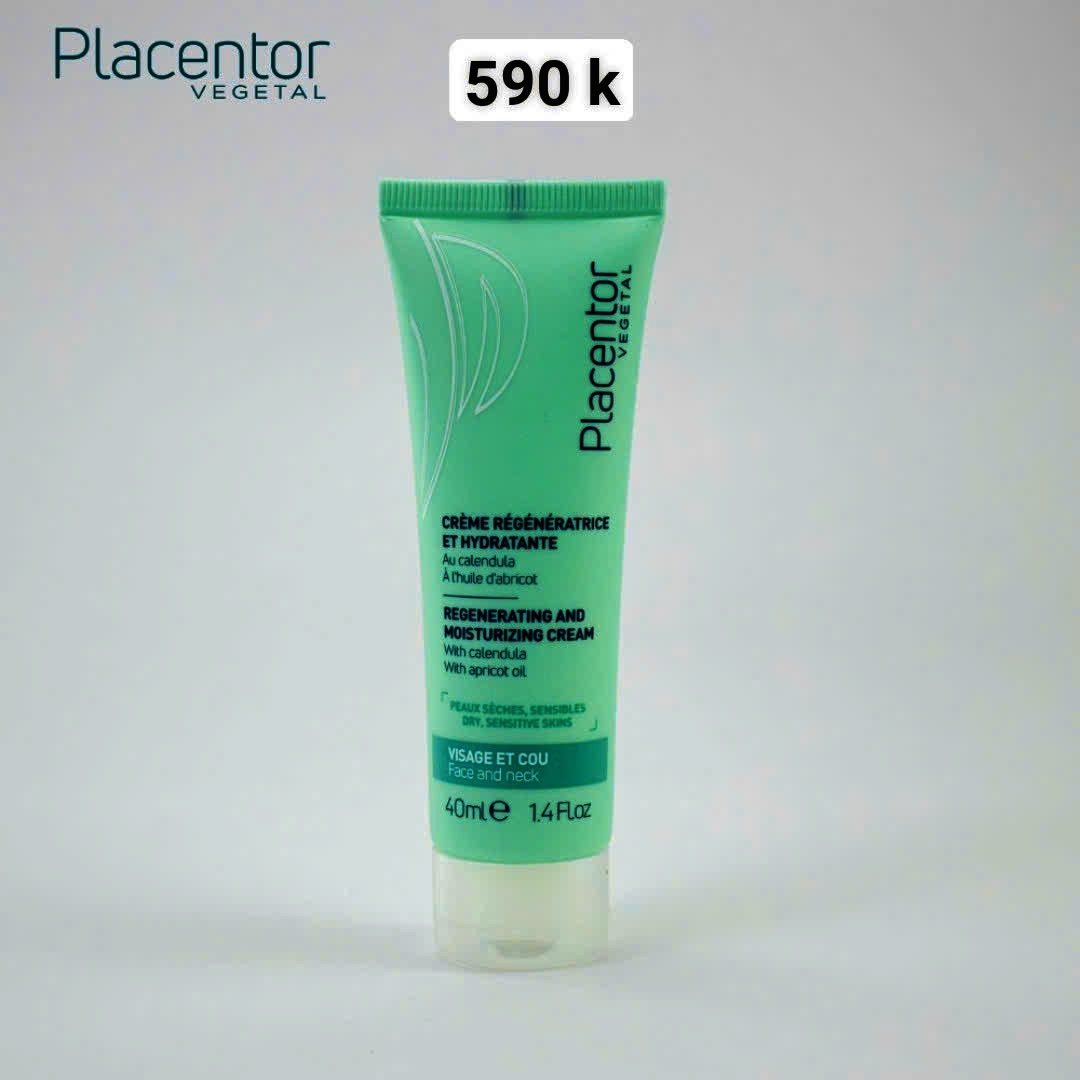 Placentor
VEGETAL
590 k
Placentor
VEGETAL
CRÈME RÉGÉNÉRATRICE
ET HYDRATANTE
Au calendula
À l'huile d'abricot
REGENERATING AND
MOISTURIZING CREAM
With calendula
With apricot oil
PEAUX SÈCHES, SENSIBLES
DRY, SENSITIVE SKINS
VISAGE ET COU
Face and neck
40ml e 1.4 Fl.oz